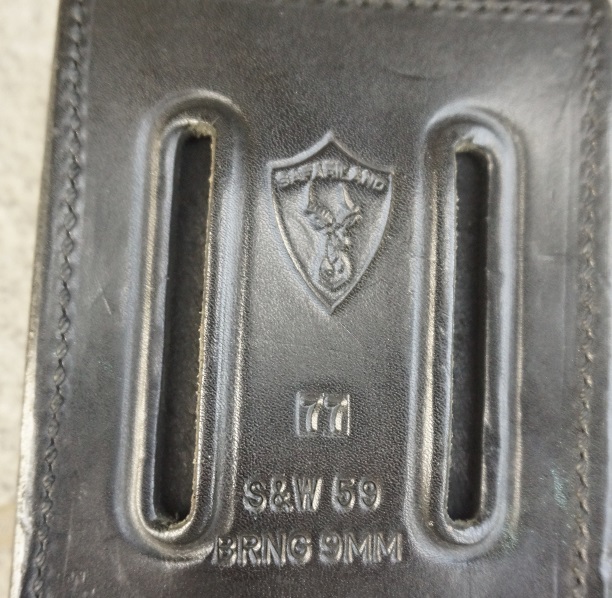 SAFARILAND
77
S&W 59
BRNG 9MM